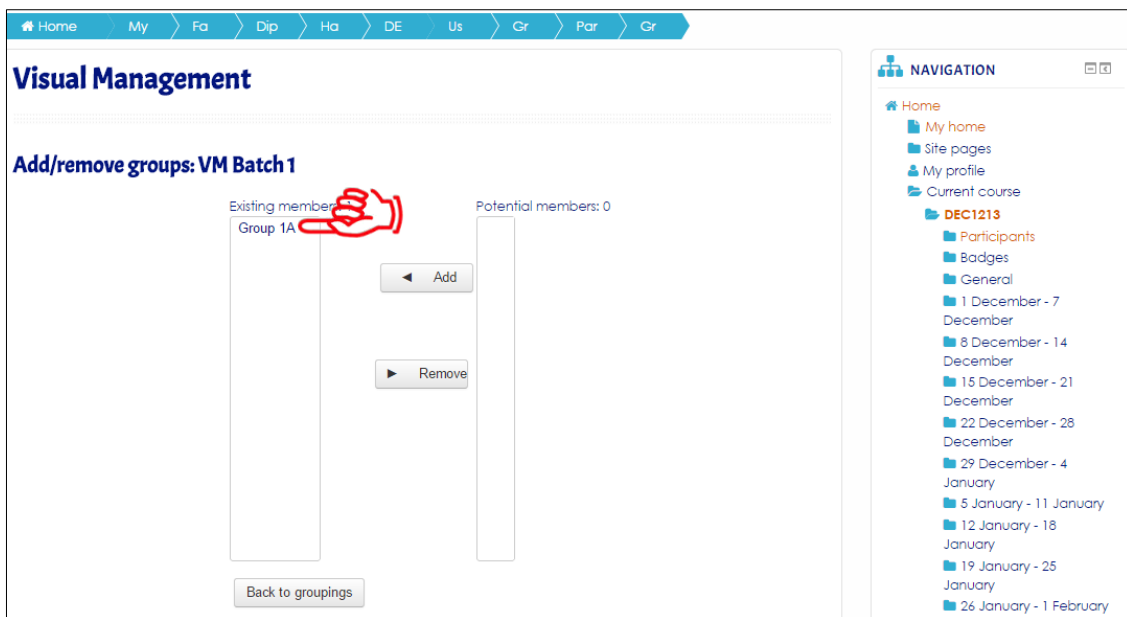 Home My Fa Dip Ha DE Us Gr Par Gr
Visual Management
Add/remove groups: VM Batch 1
Existing members: 1
Potential members: 0
Group 1A
◄ Add
► Remove
Back to groupings
NAVIGATION
Home
My home
Site pages
My profile
Current course
DEC1213
Participants
Badges
General
1 December - 7
December
8 December - 14
December
15 December - 21
December
22 December - 28
December
29 December - 4
January
5 January - 11 January
12 January - 18
January
19 January - 25
January
26 January - 1 February